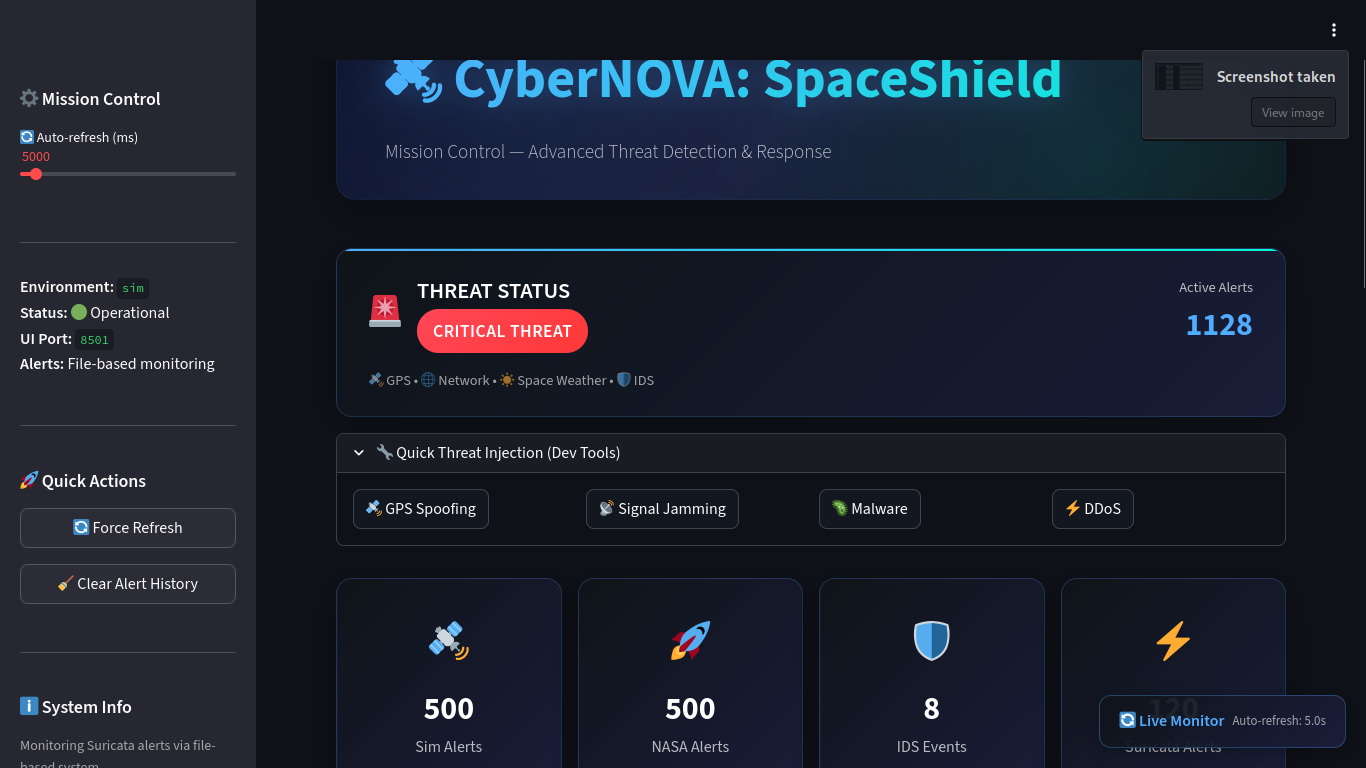 Mission Control
Auto-refresh (ms)
5000
Environment: sim
Status: Operational
UI Port: 8501
Alerts: File-based monitoring
Quick Actions
Force Refresh
Clear Alert History
System Info
Monitoring Suricata alerts via file-
based system
CyberNOVA: SpaceShield
Mission Control — Advanced Threat Detection & Response
Screenshot taken
View image
THREAT STATUS
CRITICAL THREAT
Active Alerts
1128
GPS • Network • Space Weather • IDS
Quick Threat Injection (Dev Tools)
GPS Spoofing
Signal Jamming
Malware
DDoS
500
Sim Alerts
500
NASA Alerts
8
IDS Events
120
Suricata Alerts
Live Monitor Auto-refresh: 5.0s